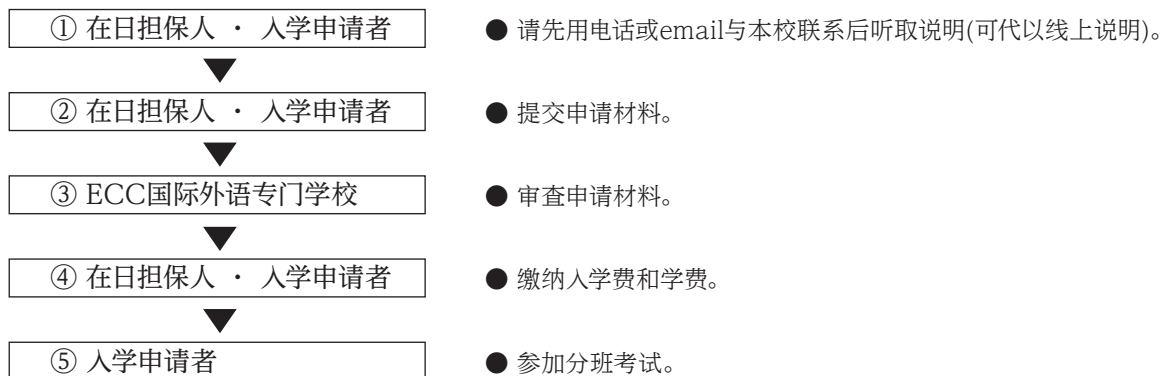 ① 在日担保人 ・ 入学申请者 ● 请先用电话或email与本校联系后听取说明(可代以线上说明)。
② 在日担保人 ・ 入学申请者 ● 提交申请材料。
③ ECC国际外语专门学校 ● 审查申请材料。
④ 在日担保人 ・ 入学申请者 ● 缴纳入学费和学费。
⑤ 入学申请者 ● 参加分班考试。